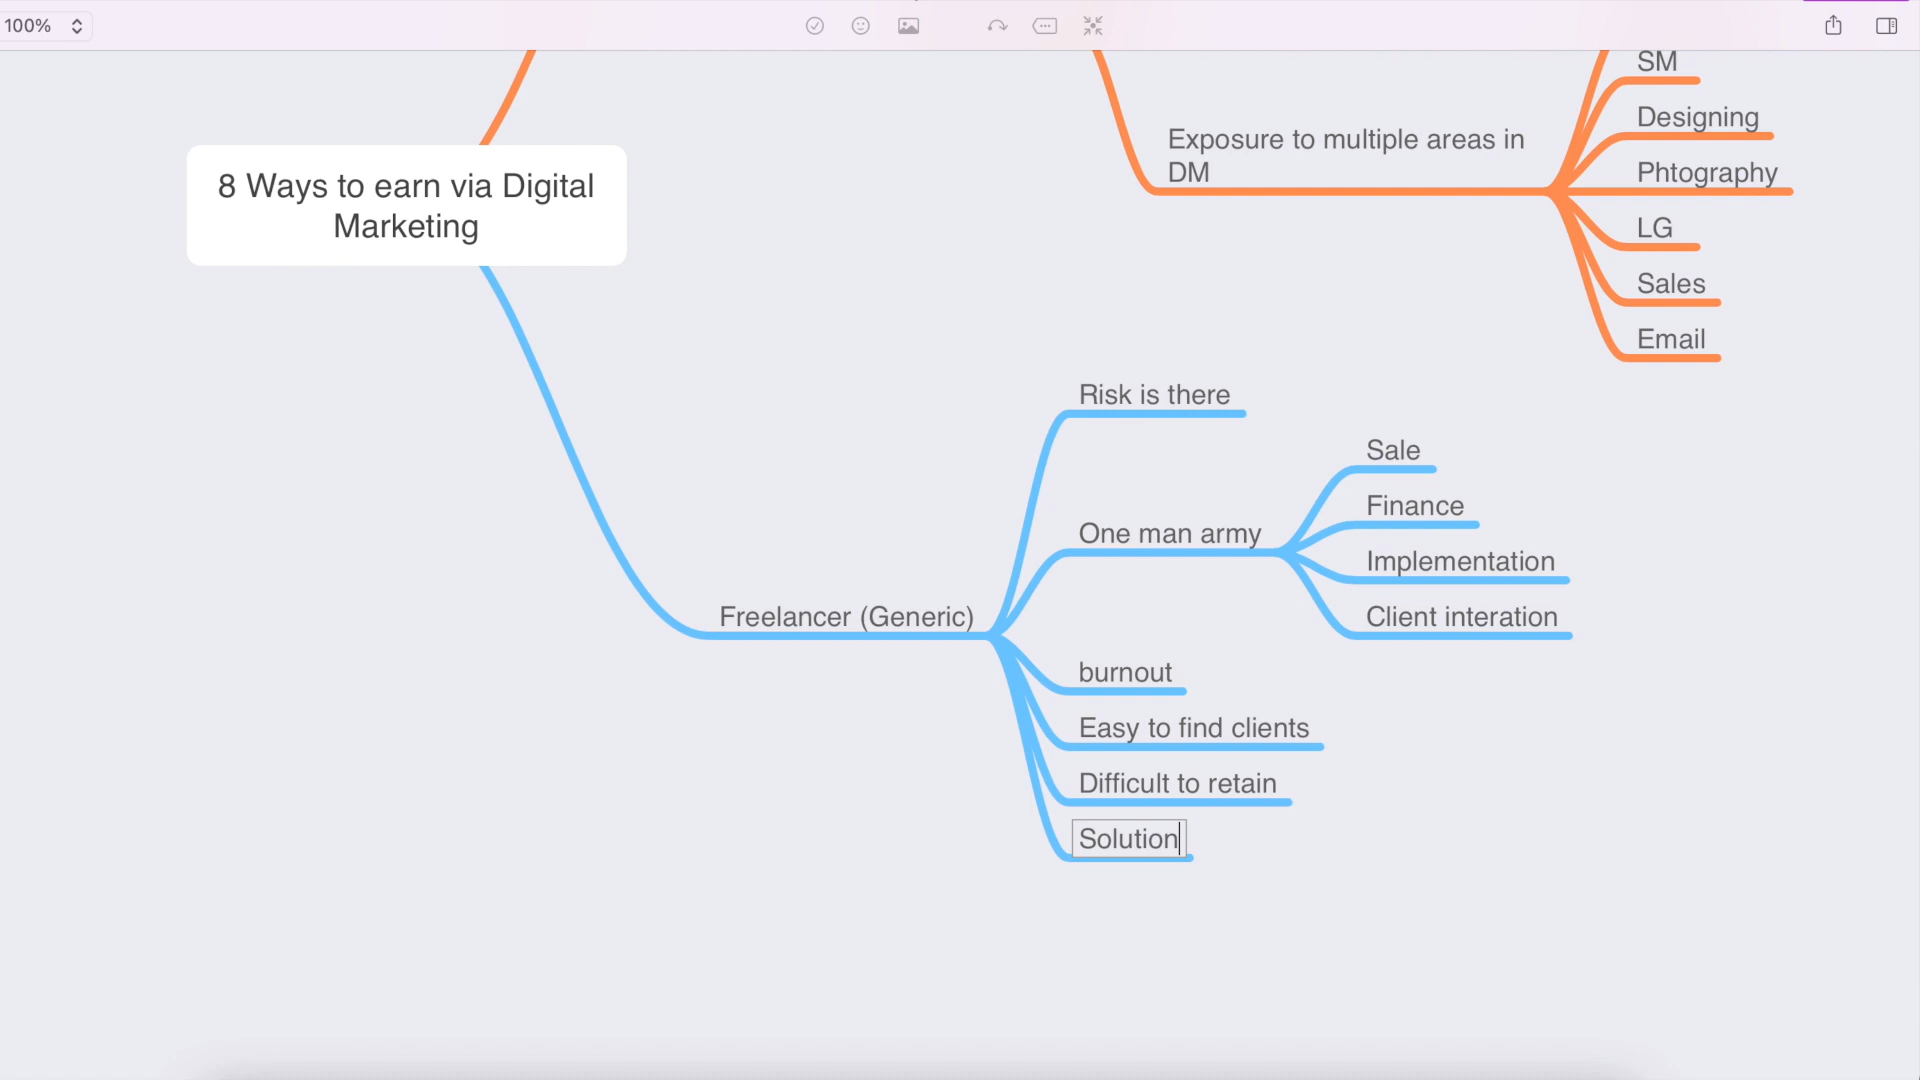 100%
SM
Designing
Exposure to multiple areas in
DM
Phtography
8 Ways to earn via Digital
Marketing
LG
Sales
Email
Risk is there
Sale
Finance
One man army
Implementation
Freelancer (Generic)
Client interation
burnout
Easy to find clients
Difficult to retain
Solution